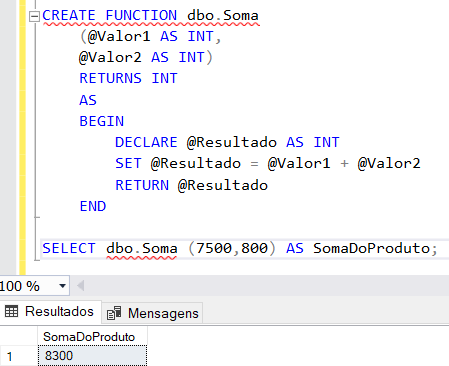 CREATE FUNCTION dbo.Soma
(@Valor1 AS INT,
@Valor2 AS INT)
RETURNS INT
AS
BEGIN
DECLARE @Resultado AS INT
SET @Resultado = @Valor1 + @Valor2
RETURN @Resultado
END
SELECT dbo.Soma (7500,800) AS SomaDoProduto;
100 %
Resultados Mensagens
SomaDoProduto
1 8300